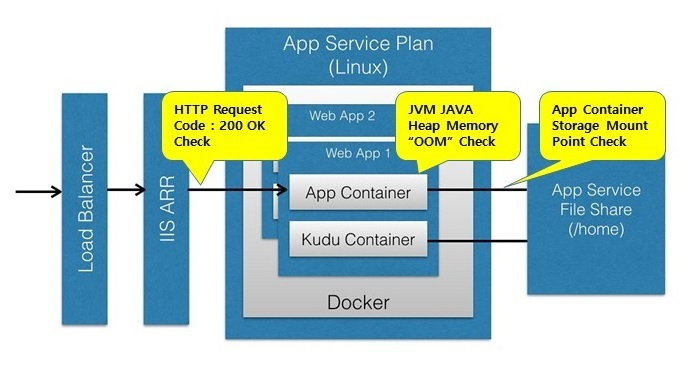 App Service Plan
(Linux)
HTTP Request
Code : 200 OK
Check
JVM JAVA
Heap Memory
“OOM” Check
App Container
Storage Mount
Point Check
Web App 2
Web App 1
Load Balancer
IIS ARR
App Container
Kudu Container
Docker
App Service
File Share
(/home)